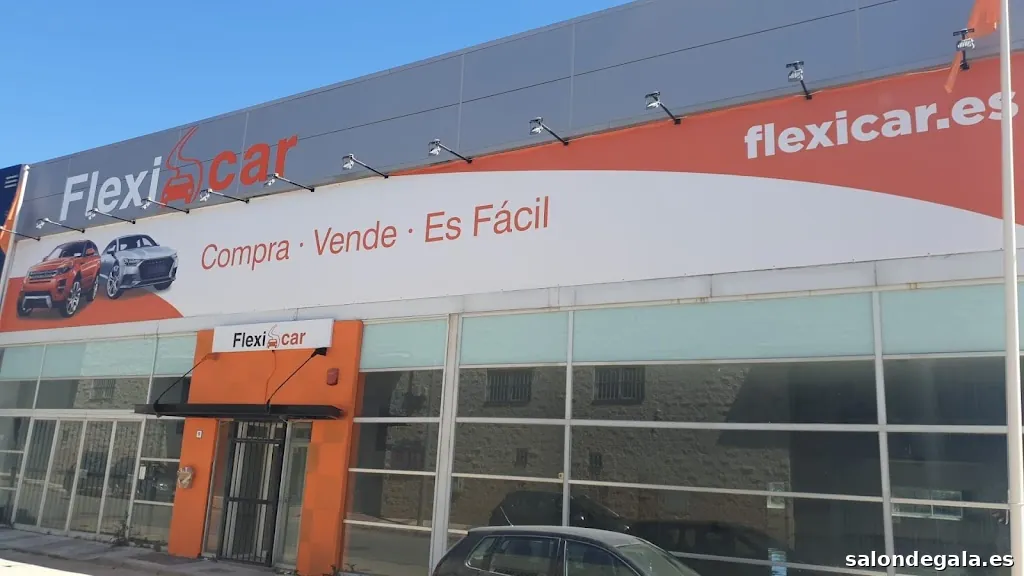 Flexicar
flexicar.es
Compra · Vende · Es Fácil
Flexicar
salondegala.es